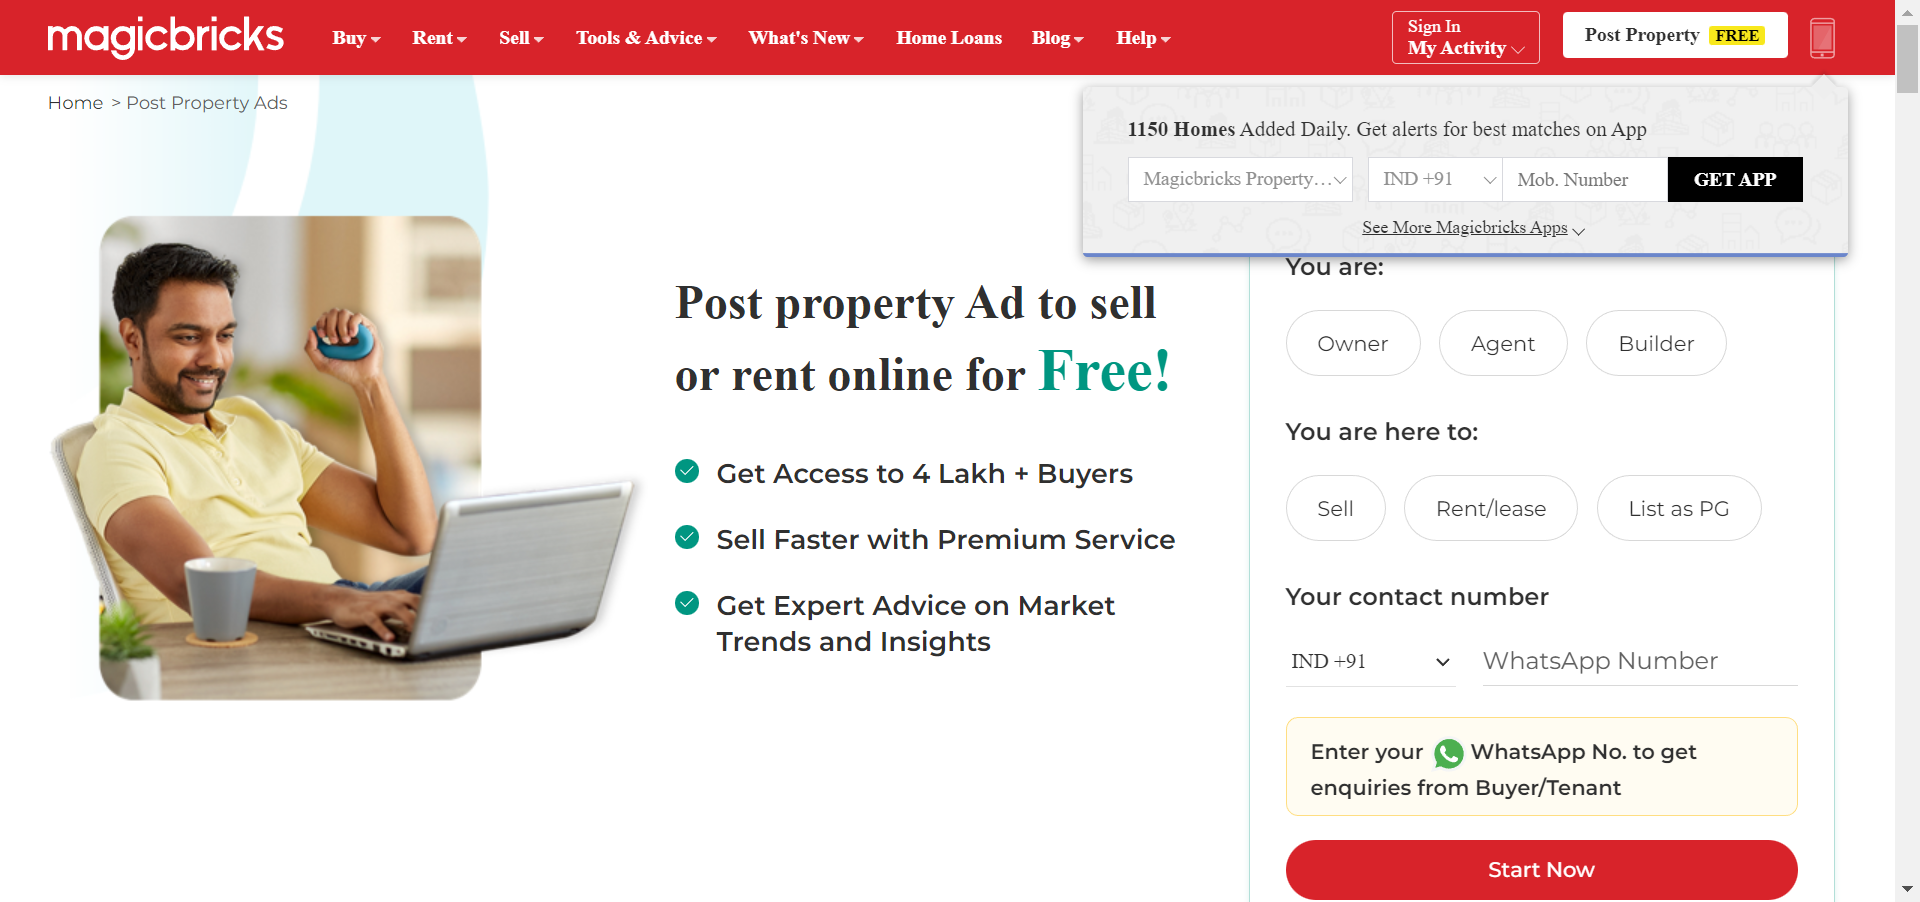 magicbricks
Buy
Rent
Sell
Tools & Advice
What's New
Home Loans
Blog
Help
Sign In
My Activity
Post Property FREE
Home > Post Property Ads
1150 Homes Added Daily. Get alerts for best matches on App
Magicbricks Property...
IND +91
Mob. Number
GET APP
See More Magicbricks Apps
Post property Ad to sell
or rent online for Free!
Get Access to 4 Lakh + Buyers
Sell Faster with Premium Service
Get Expert Advice on Market
Trends and Insights
You are:
Owner
Agent
Builder
You are here to:
Sell
Rent/lease
List as PG
Your contact number
IND +91
WhatsApp Number
Enter your WhatsApp No. to get
enquiries from Buyer/Tenant
Start Now